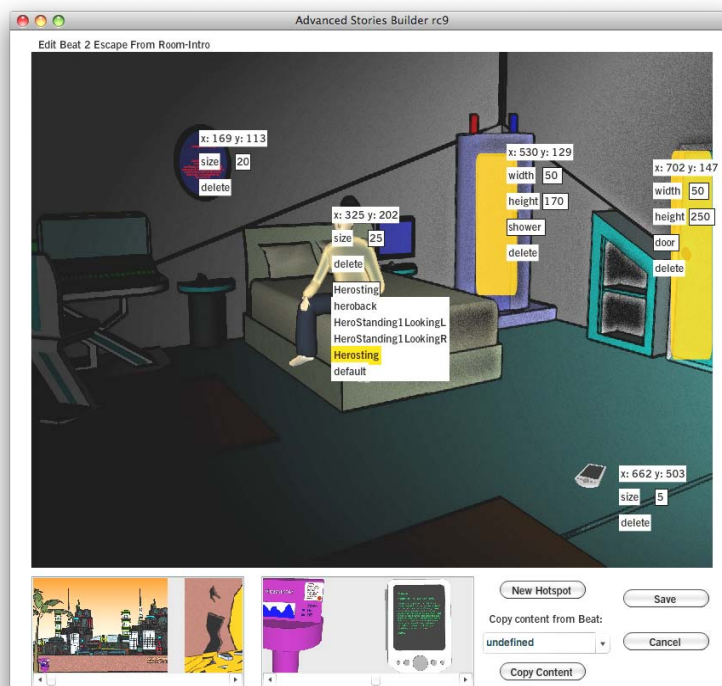 Advanced Stories Builder rc9
Edit Beat 2 Escape From Room-Intro
x: 169 y: 113
size 20
delete
x: 530 y: 129
width 50
height 170
shower
delete
x: 702 y: 147
width 50
height 250
door
delete
x: 325 y: 202
size 25
delete
Herosting
heroback
HeroStanding1LookingL
HeroStanding1LookingR
Herosting
default
x: 662 y: 503
size 5
delete
New Hotspot
Save
Copy content from Beat:
undefined
Cancel
Copy Content